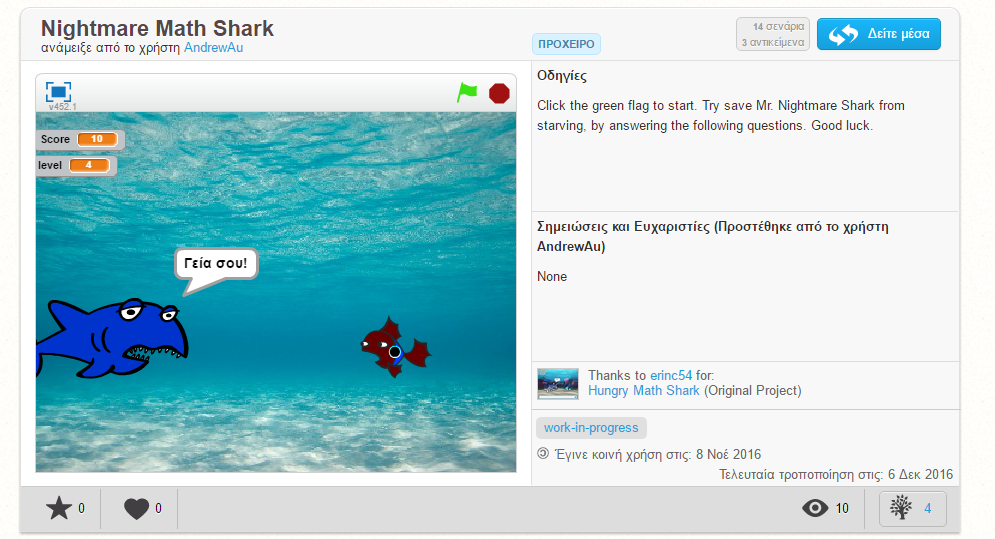 Nightmare Math Shark
ανάμειξε από το χρήστη AndrewAu
ΠΡΟΧΕΙΡΟ
14 σενάρια
3 αντικείμενα
Δείτε μέσα
v452.1
Score 10
level 4
Γεία σου!
Οδηγίες
Click the green flag to start. Try save Mr. Nightmare Shark from
starving, by answering the following questions. Good luck.
Σημειώσεις και Ευχαριστίες (Προστέθηκε από το χρήστη
AndrewAu)
None
Thanks to erinc54 for:
Hungry Math Shark (Original Project)
work-in-progress
Έγινε κοινή χρήση στις: 8 Νοέ 2016
Τελευταία τροποποίηση στις: 6 Δεκ 2016
0
0
10
4